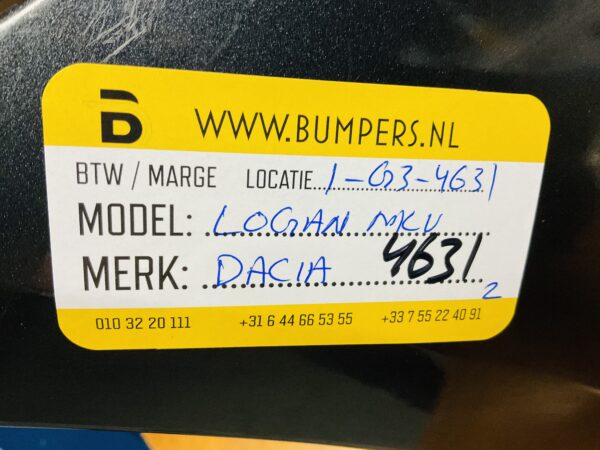 B WWW.BUMPERS.NL
BTW / MARGE LOCATIE 1-G3-4631
MODEL: LOGAN MCV
MERK: DACIA 4631
2
010 32 20 111 +31 6 44 66 53 55 +33 7 55 22 40 91